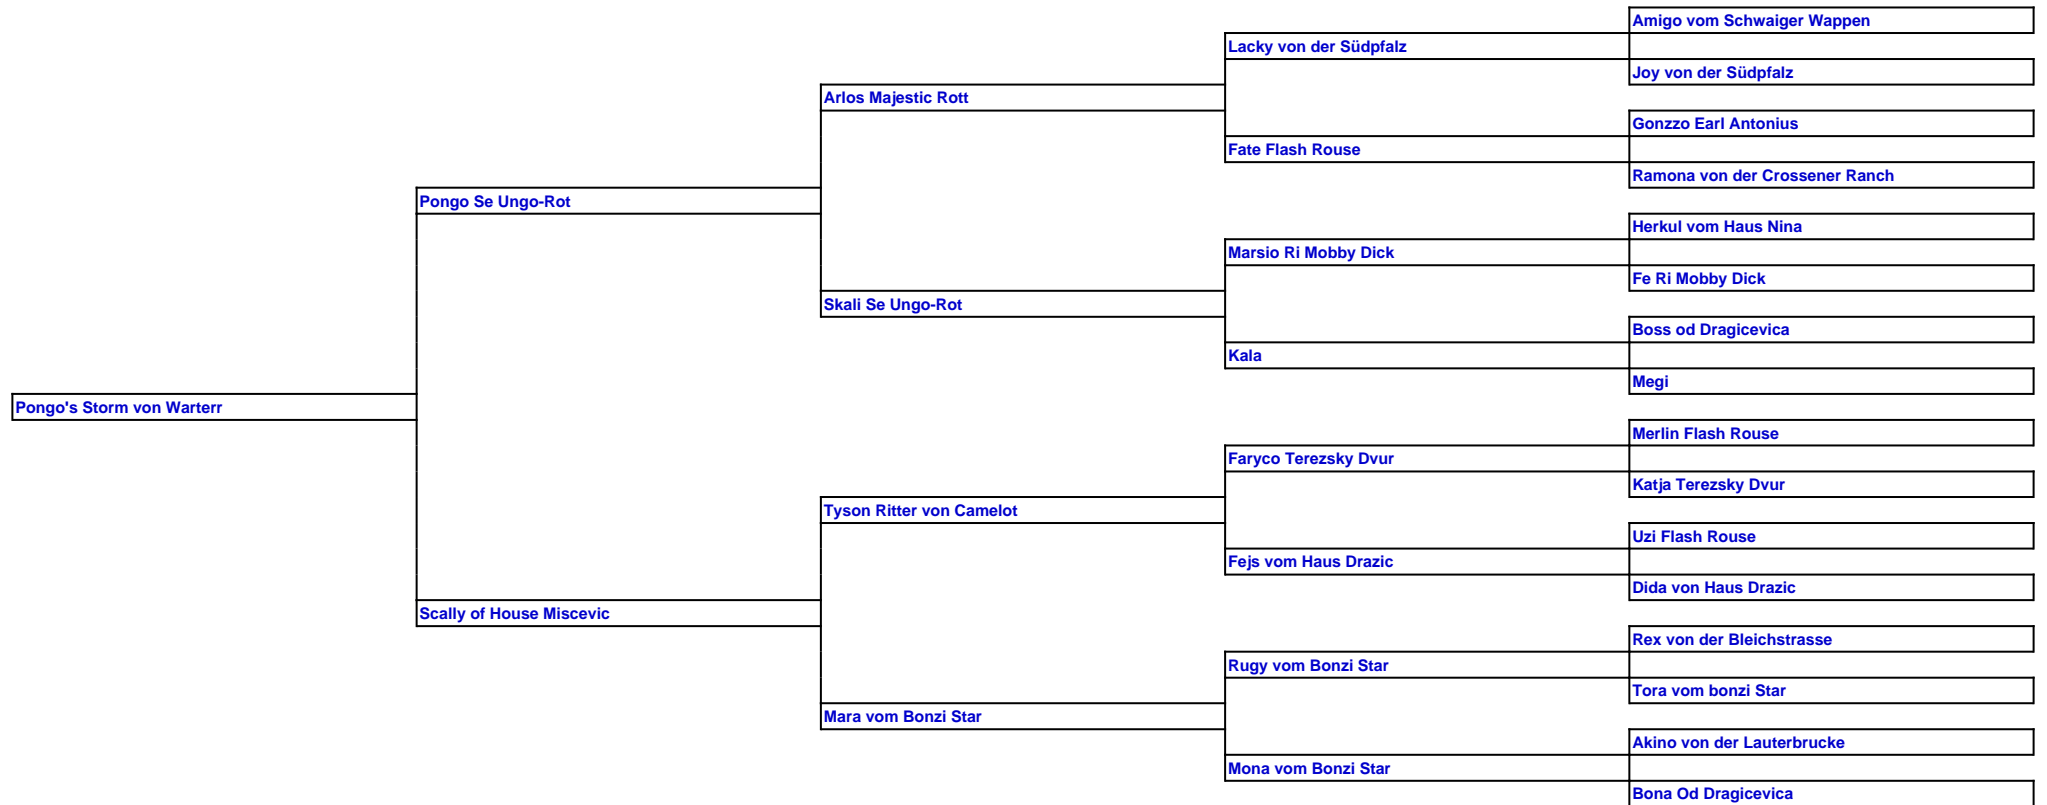 Amigo vom Schwaiger Wappen
Lacky von der Südpfalz
Joy von der Südpfalz
Arlos Majestic Rott
Gonzzo Earl Antonius
Fate Flash Rouse
Ramona von der Crossener Ranch
Pongo Se Ungo-Rot
Herkul vom Haus Nina
Marsio Ri Mobby Dick
Fe Ri Mobby Dick
Skali Se Ungo-Rot
Boss od Dragicevica
Kala
Megi
Pongo's Storm von Warterr
Merlin Flash Rouse
Faryco Terezsky Dvur
Katja Terezsky Dvur
Tyson Ritter von Camelot
Uzi Flash Rouse
Fejs vom Haus Drazic
Dida von Haus Drazic
Scally of House Miscevic
Rex von der Bleichstrasse
Rugy vom Bonzi Star
Tora vom bonzi Star
Mara vom Bonzi Star
Akino von der Lauterbrucke
Mona vom Bonzi Star
Bona Od Dragicevica